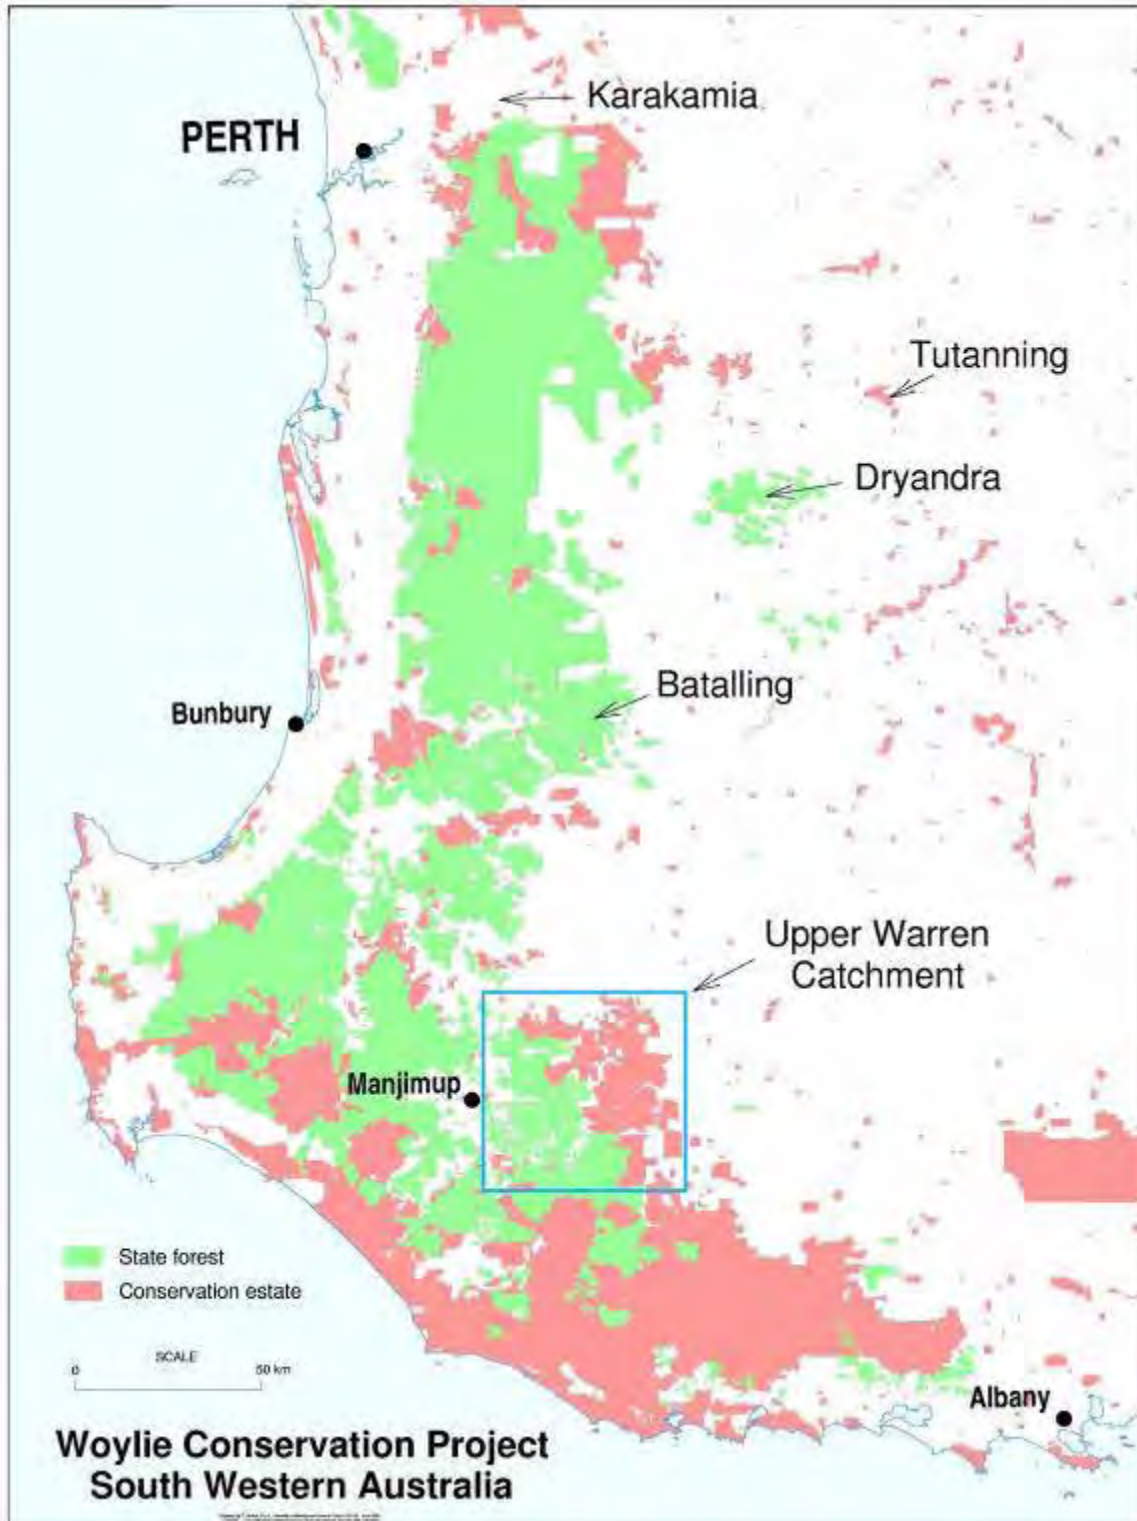 Karakamia
PERTH
Tutanning
Dryandra
Batalling
Bunbury
Upper Warren
Catchment
Manjimup
State forest
Conservation estate
SCALE
0 50 km
Albany
Woylie Conservation Project
South Western Australia